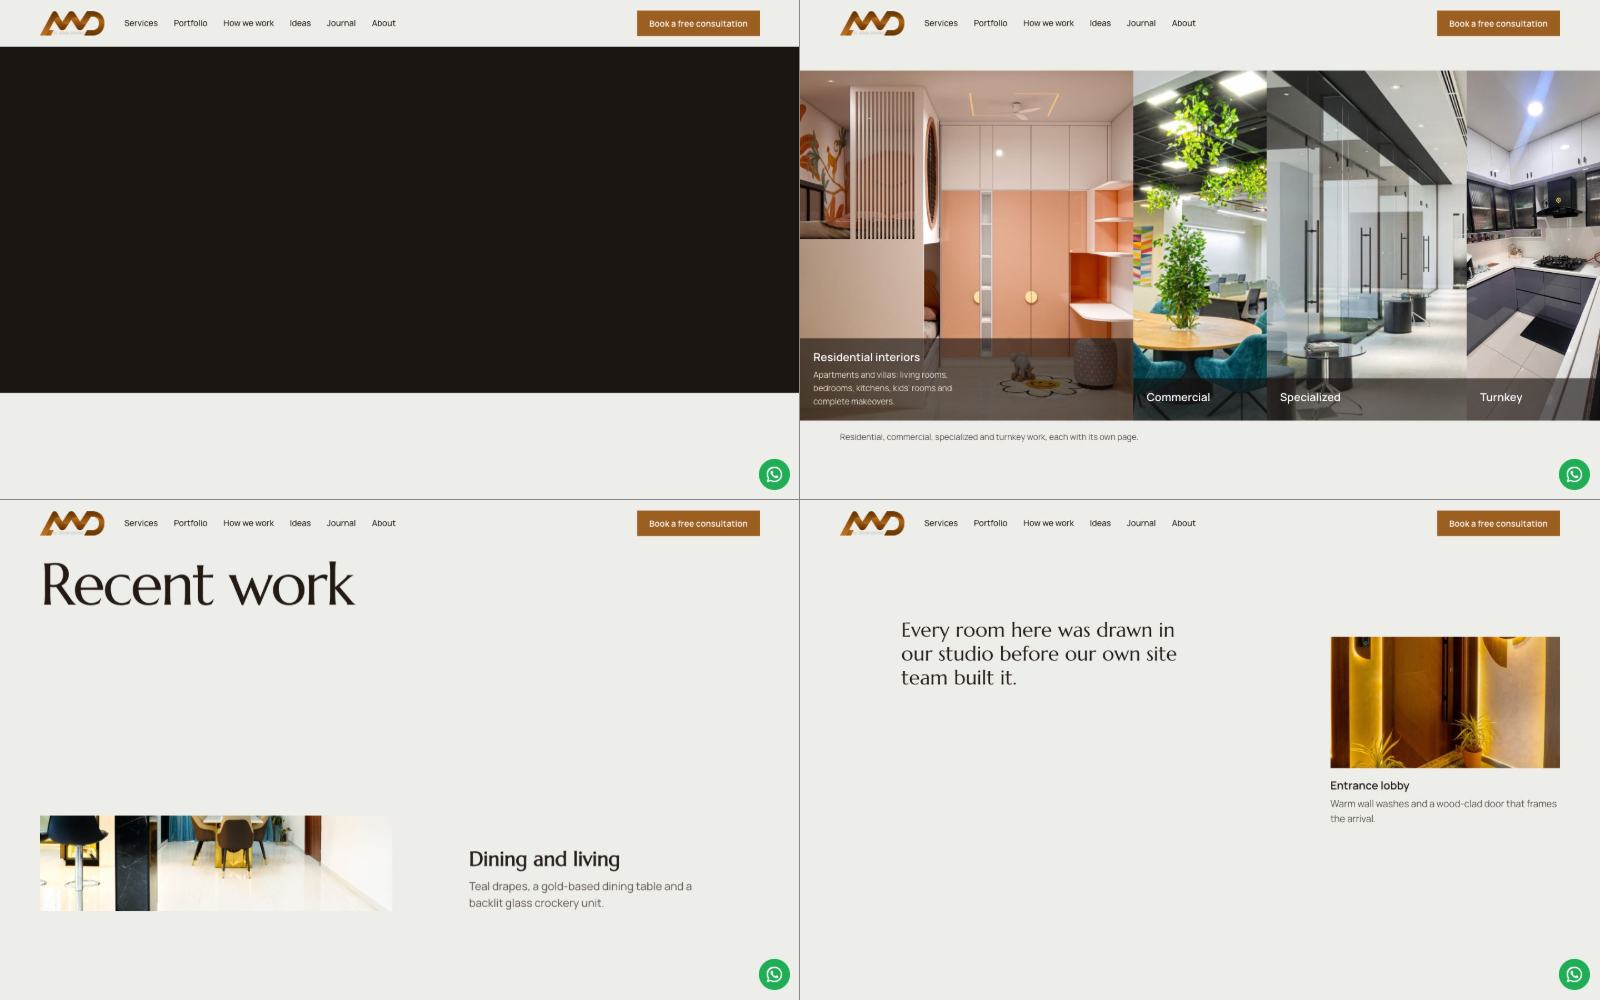 Services Portfolio How we work Ideas Journal About Book a free consultation
Services Portfolio How we work Ideas Journal About Book a free consultation
Residential interiors
Apartments and villas: living rooms,
bedrooms, kitchens, kids' rooms and
complete makeovers.
Commercial
Specialized
Turnkey
Residential, commercial, specialized and turnkey work, each with its own page.
Services Portfolio How we work Ideas Journal About Book a free consultation
Recent work
Dining and living
Teal drapes, a gold-based dining table and a
backlit glass crockery unit.
Services Portfolio How we work Ideas Journal About Book a free consultation
Every room here was drawn in
our studio before our own site
team built it.
Entrance lobby
Warm wall washes and a wood-clad door that frames
the arrival.